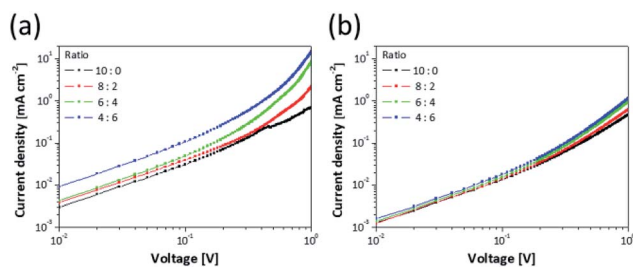 (a)
Current density [mA cm⁻²]
10¹
10⁰
10⁻¹
10⁻²
10⁻³
Ratio
10 : 0
8 : 2
6 : 4
4 : 6
10⁻²
10⁻¹
10⁰
Voltage [V]
(b)
Current density [mA cm⁻²]
10¹
10⁰
10⁻¹
10⁻²
10⁻³
Ratio
10 : 0
8 : 2
6 : 4
4 : 6
10⁻²
10⁻¹
10⁰
Voltage [V]